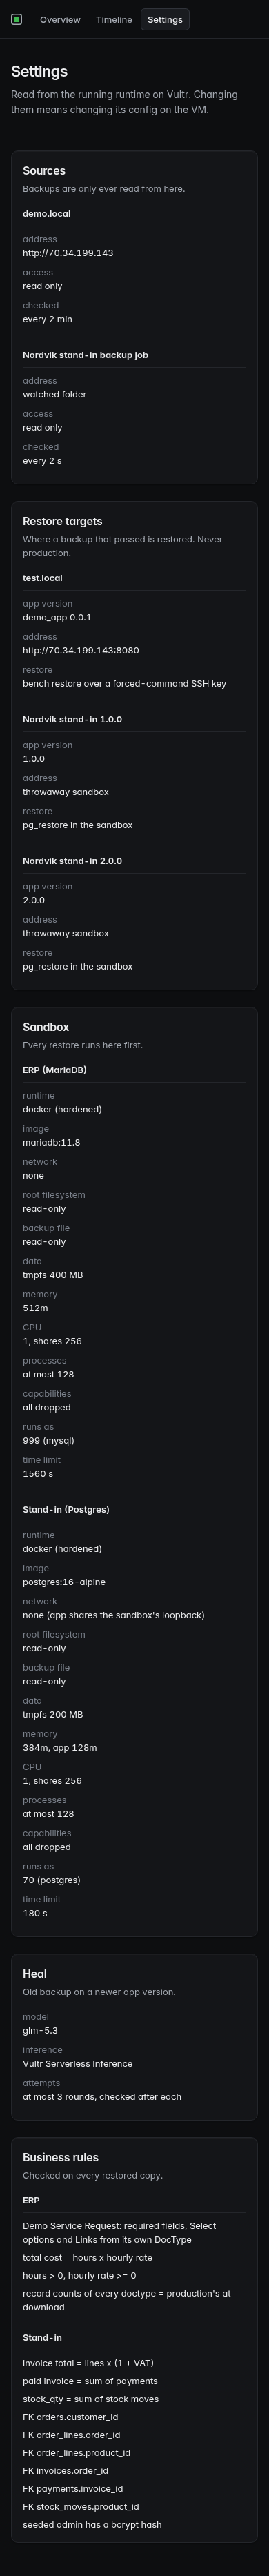 Overview Timeline Settings
Settings
Read from the running runtime on Vultr. Changing
them means changing its config on the VM.
Sources
Backups are only ever read from here.
demo.local
address
http://70.34.199.143
access
read only
checked
every 2 min
Nordvik stand-in backup job
address
watched folder
access
read only
checked
every 2 s
Restore targets
Where a backup that passed is restored. Never
production.
test.local
app version
demo_app 0.0.1
address
http://70.34.199.143:8080
restore
bench restore over a forced-command SSH key
Nordvik stand-in 1.0.0
app version
1.0.0
address
throwaway sandbox
restore
pg_restore in the sandbox
Nordvik stand-in 2.0.0
app version
2.0.0
address
throwaway sandbox
restore
pg_restore in the sandbox
Sandbox
Every restore runs here first.
ERP (MariaDB)
runtime
docker (hardened)
image
mariadb:11.8
network
none
root filesystem
read-only
backup file
read-only
data
tmpfs 400 MB
memory
512m
CPU
1, shares 256
processes
at most 128
capabilities
all dropped
runs as
999 (mysql)
time limit
1560 s
Stand-in (Postgres)
runtime
docker (hardened)
image
postgres:16-alpine
network
none (app shares the sandbox's loopback)
root filesystem
read-only
backup file
read-only
data
tmpfs 200 MB
memory
384m, app 128m
CPU
1, shares 256
processes
at most 128
capabilities
all dropped
runs as
70 (postgres)
time limit
180 s
Heal
Old backup on a newer app version.
model
glm-5.3
inference
Vultr Serverless Inference
attempts
at most 3 rounds, checked after each
Business rules
Checked on every restored copy.
ERP
Demo Service Request: required fields, Select
options and Links from its own DocType
total cost = hours x hourly rate
hours > 0, hourly rate >= 0
record counts of every doctype = production's at
download
Stand-in
invoice total = lines x (1 + VAT)
paid invoice = sum of payments
stock_qty = sum of stock moves
FK orders.customer_id
FK order_lines.order_id
FK order_lines.product_id
FK invoices.order_id
FK payments.invoice_id
FK stock_moves.product_id
seeded admin has a bcrypt hash